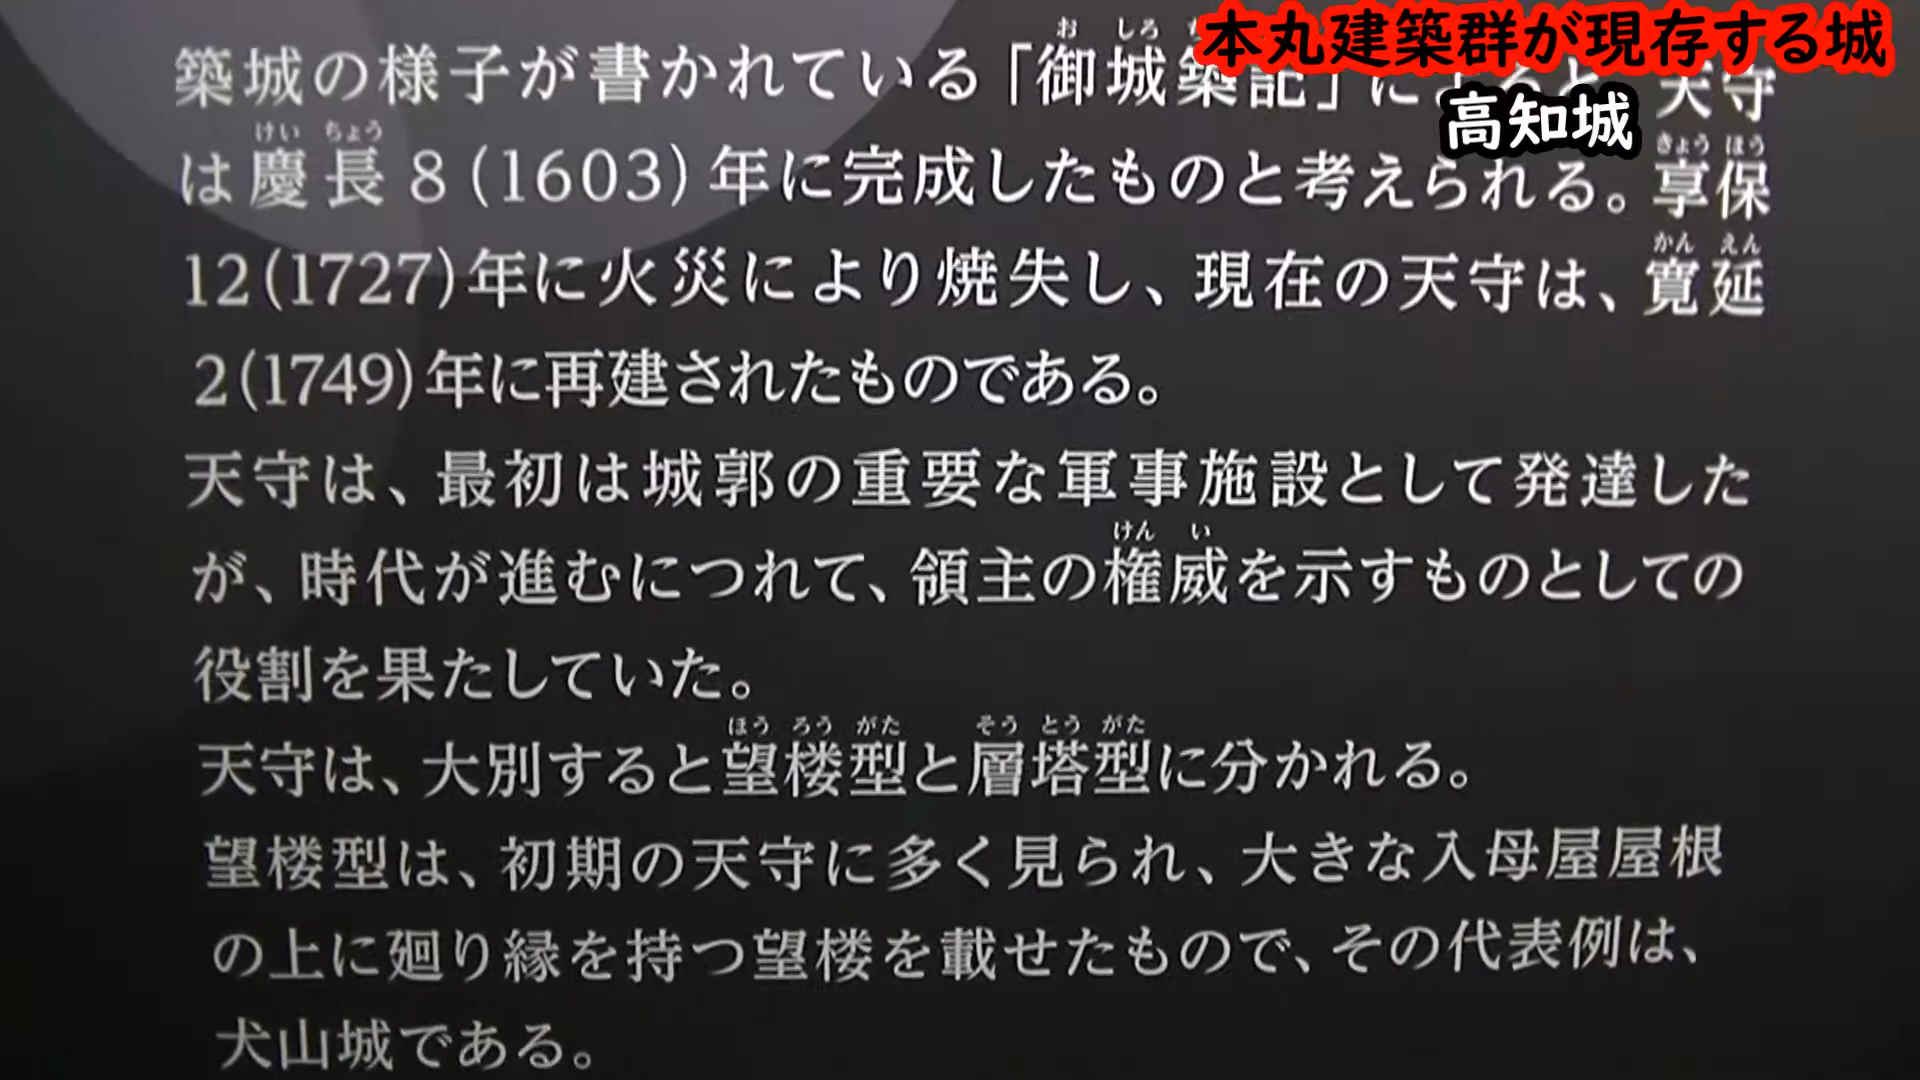 本丸建築群が現存する城
高知城
築城の様子が書かれている「御城築記」によると、天守
は慶長8(1603)年に完成したものと考えられる。享保
12(1727)年に火災により焼失し、現在の天守は、寛延
2(1749)年に再建されたものである。
天守は、最初は城郭の重要な軍事施設として発達した
が、時代が進むにつれて、領主の権威を示すものとしての
役割を果たしていた。
天守は、大別すると望楼型と層塔型に分かれる。
望楼型は、初期の天守に多く見られ、大きな入母屋屋根
の上に廻り縁を持つ望楼を載せたもので、その代表例は、
犬山城である。